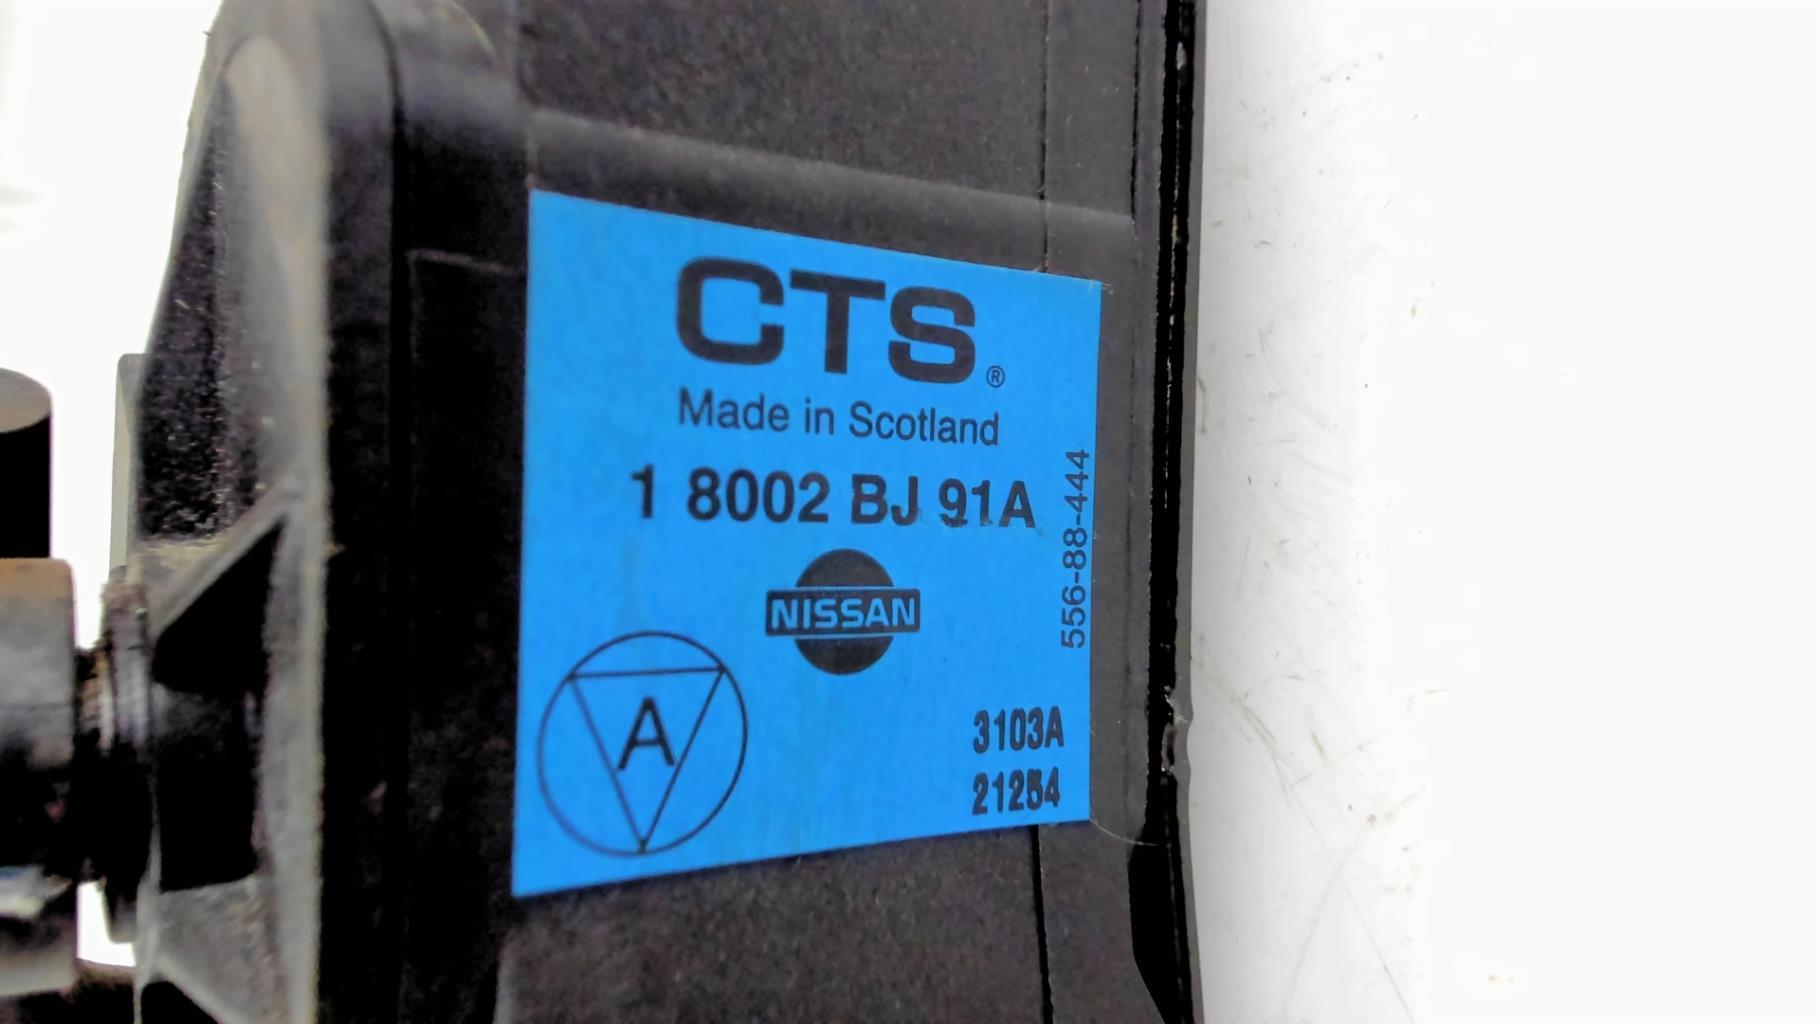 CTS®
Made in Scotland
1 8002 BJ 91A
556-88-444
NISSAN
A
3103A
21254